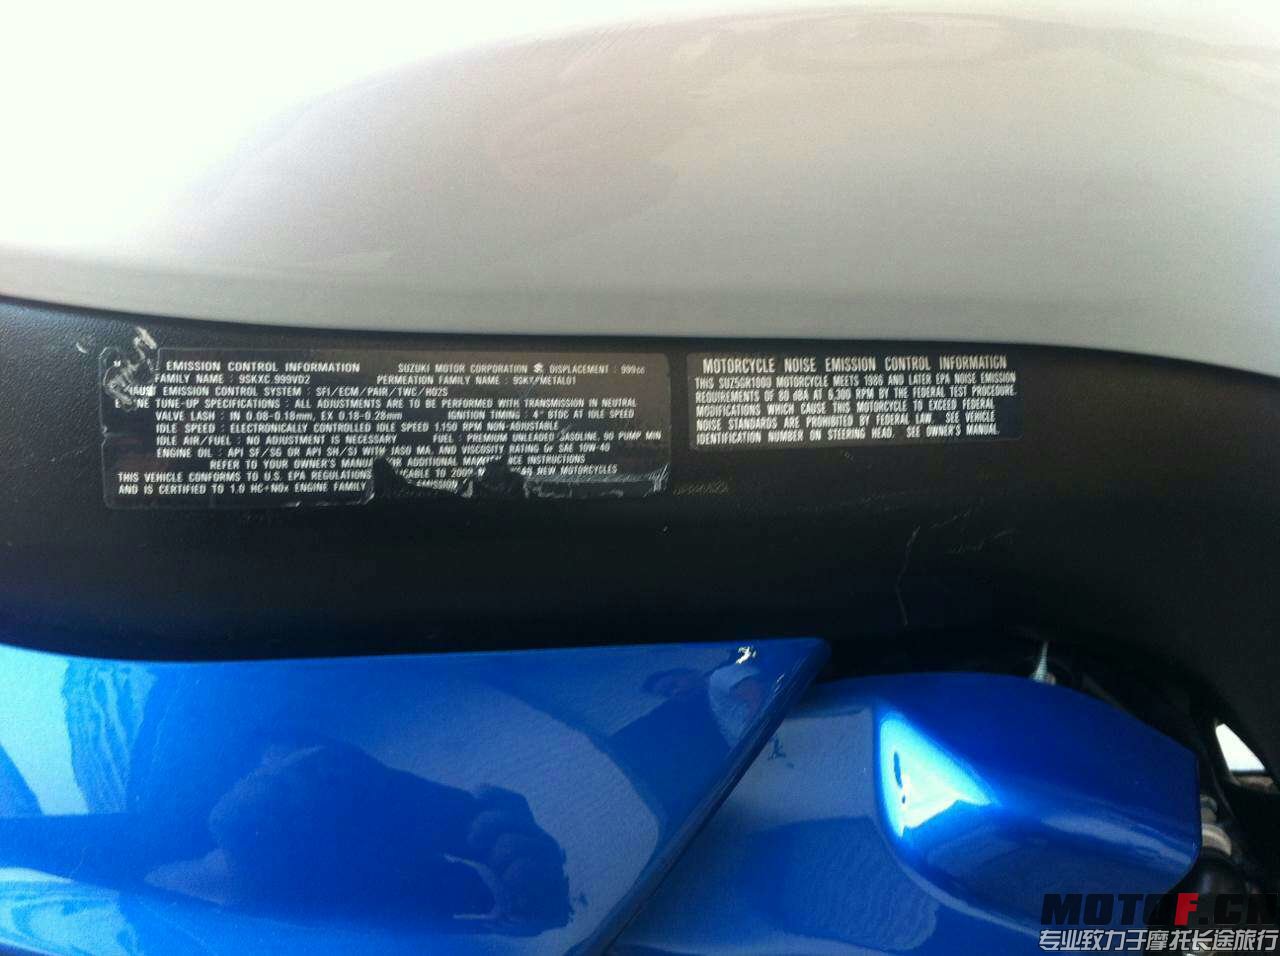 EMISSION CONTROL INFORMATION SUZUKI MOTOR CORPORATION DISPLACEMENT : 999cc
FAMILY NAME : 9SKXC.999VD2 PERMEATION FAMILY NAME :
EMISSION CONTROL SYSTEM : SFI/ECM/PAIR/TWC/HO2S
TUNE-UP SPECIFICATIONS : ALL ADJUSTMENTS ARE TO BE PERFORMED WITH TRANSMISSION IN NEUTRAL
VALVE LASH : IN 0.08-0.18mm, EX 0.18-0.28mm IGNITION TIMING : 4° BTDC AT IDLE SPEED
IDLE SPEED : ELECTRONICALLY CONTROLLED IDLE SPEED 1,150 RPM NON-ADJUSTABLE
IDLE AIR/FUEL : NO ADJUSTMENT IS NECESSARY FUEL : PREMIUM UNLEADED GASOLINE, 90 PUMP MIN
ENGINE OIL : API SF/SG OR API SH/SJ WITH JASO MA, AND VISCOSITY RATING OF SAE 10W-40
REFER TO YOUR OWNER'S FOR ADDITIONAL INSTRUCTIONS
THIS VEHICLE CONFORMS TO U.S. EPA REGULATIONS TO NEW MOTORCYCLES
AND IS CERTIFIED TO 1.0 HC+NOx ENGINE FAMILY EMISSION
MOTORCYCLE NOISE EMISSION CONTROL INFORMATION
THIS SUZ5GR1000 MOTORCYCLE MEETS 1986 AND LATER EPA NOISE EMISSION
REQUIREMENTS OF 80 dBA AT 5,300 RPM BY THE FEDERAL TEST PROCEDURE.
MODIFICATIONS WHICH CAUSE THIS MOTORCYCLE TO EXCEED FEDERAL
NOISE STANDARDS ARE PROHIBITED BY FEDERAL LAW. SEE VEHICLE
IDENTIFICATION NUMBER ON STEERING HEAD. SEE OWNER'S MANUAL.
MOTOF.CN
专业致力于摩托长途旅行